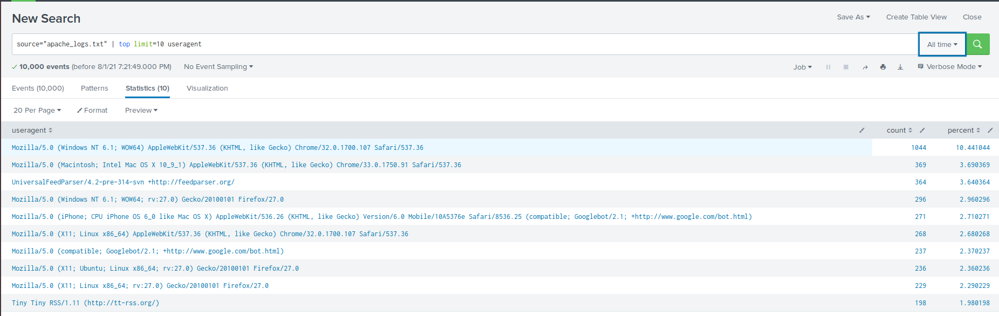 New Search
Save As Create Table View Close
source="apache_logs.txt" | top limit=10 useragent
All time
10,000 events (before 8/1/21 7:21:49.000 PM) No Event Sampling
Job Verbose Mode
Events (10,000) Patterns Statistics (10) Visualization
20 Per Page Format Preview
useragent count percent
Mozilla/5.0 (Windows NT 6.1; WOW64) AppleWebKit/537.36 (KHTML, like Gecko) Chrome/32.0.1700.107 Safari/537.36 1044 10.441044
Mozilla/5.0 (Macintosh; Intel Mac OS X 10_9_1) AppleWebKit/537.36 (KHTML, like Gecko) Chrome/33.0.1750.91 Safari/537.36 369 3.690369
UniversalFeedParser/4.2-pre-314-svn +http://feedparser.org/ 364 3.640364
Mozilla/5.0 (Windows NT 6.1; WOW64; rv:27.0) Gecko/20100101 Firefox/27.0 296 2.960296
Mozilla/5.0 (iPhone; CPU iPhone OS 6_0 like Mac OS X) AppleWebKit/536.26 (KHTML, like Gecko) Version/6.0 Mobile/10A5376e Safari/8536.25 (compatible; Googlebot/2.1; +http://www.google.com/bot.html) 271 2.710271
Mozilla/5.0 (X11; Linux x86_64) AppleWebKit/537.36 (KHTML, like Gecko) Chrome/32.0.1700.107 Safari/537.36 268 2.680268
Mozilla/5.0 (compatible; Googlebot/2.1; +http://www.google.com/bot.html) 237 2.370237
Mozilla/5.0 (X11; Ubuntu; Linux x86_64; rv:27.0) Gecko/20100101 Firefox/27.0 236 2.360236
Mozilla/5.0 (X11; Linux x86_64; rv:27.0) Gecko/20100101 Firefox/27.0 229 2.290229
Tiny Tiny RSS/1.11 (http://tt-rss.org/) 198 1.980198